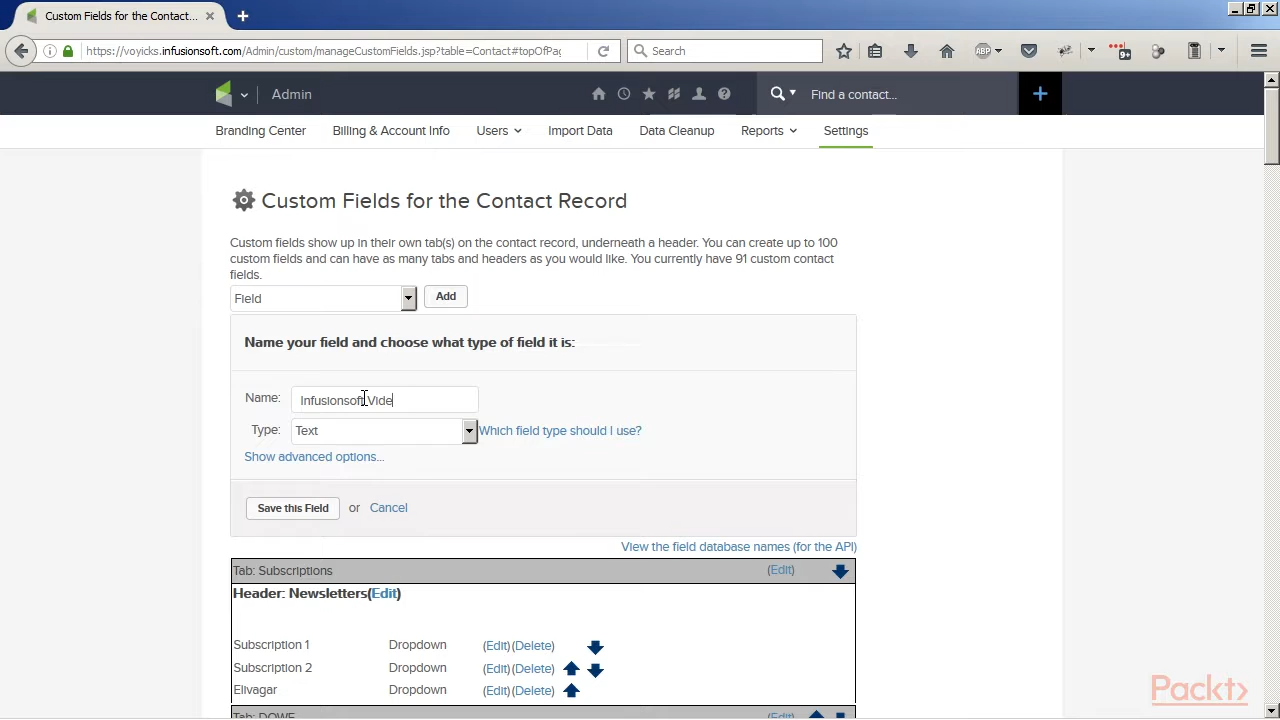 Custom Fields for the Contact...
https://voyicks.infusionsoft.com/Admin/custom/manageCustomFields.jsp?table=Contact#topOfPag
Search
ABP
9+
Admin
Find a contact...
Branding Center
Billing & Account Info
Users
Import Data
Data Cleanup
Reports
Settings
Custom Fields for the Contact Record
Custom fields show up in their own tab(s) on the contact record, underneath a header. You can create up to 100
custom fields and can have as many tabs and headers as you would like. You currently have 91 custom contact
fields.
Field
Add
Name your field and choose what type of field it is:
Name: Infusionsoft Vide
Type: Text Which field type should I use?
Show advanced options...
Save this Field or Cancel
View the field database names (for the API)
Tab: Subscriptions (Edit)
Header: Newsletters(Edit)
Subscription 1 Dropdown (Edit)(Delete)
Subscription 2 Dropdown (Edit)(Delete)
Elivagar Dropdown (Edit)(Delete)
Tab: DOWF (Edit)
Packt>